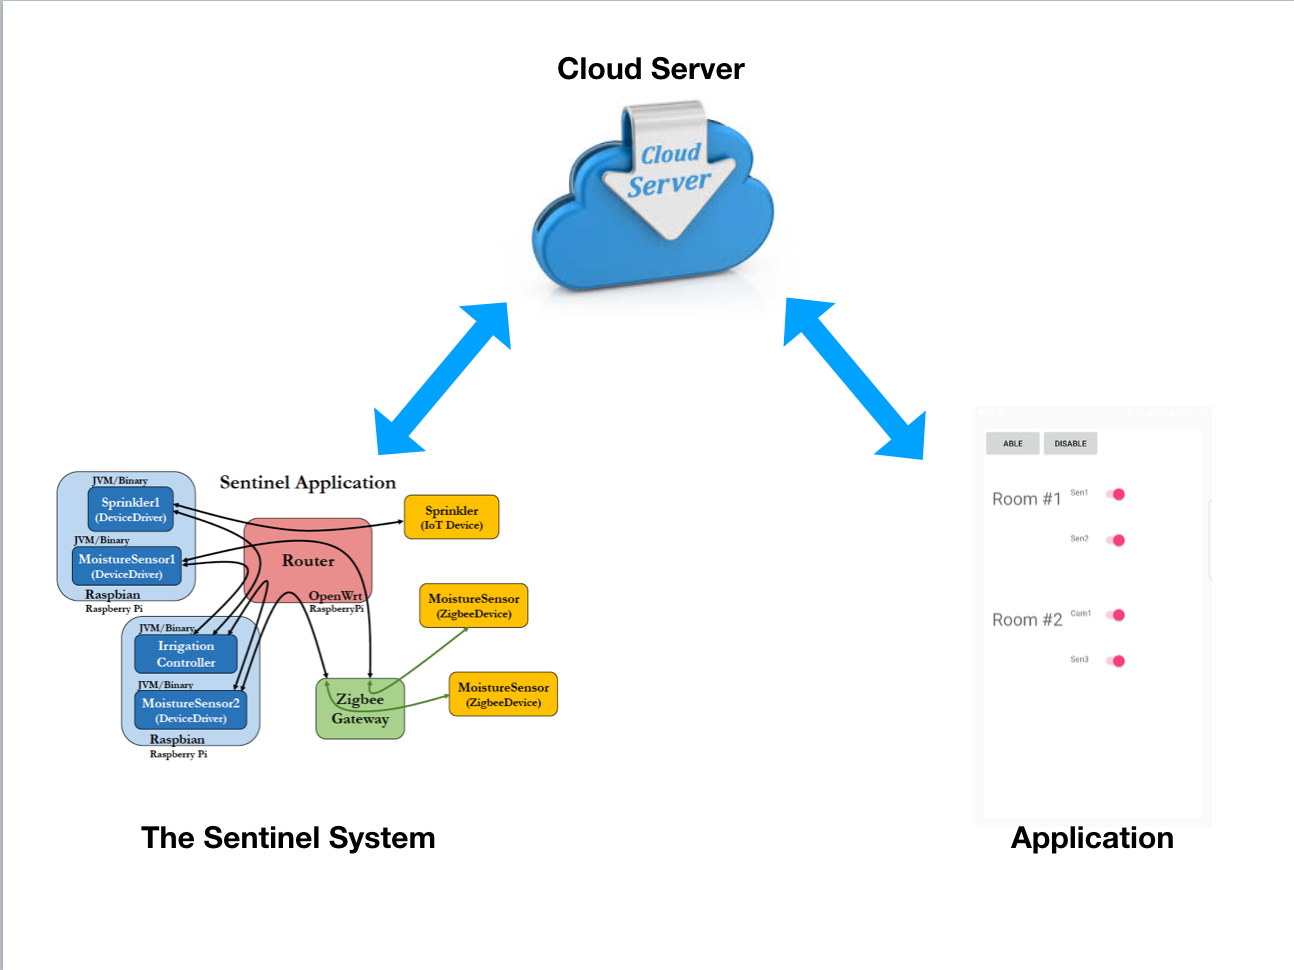 Cloud Server
Cloud
Server
Sentinel Application
JVM/Binary
Sprinkler1
(DeviceDriver)
JVM/Binary
MoistureSensor1
(DeviceDriver)
Raspbian
Raspberry Pi
Router
OpenWrt
RaspberryPi
Sprinkler
(IoT Device)
MoistureSensor
(ZigbeeDevice)
JVM/Binary
Irrigation
Controller
JVM/Binary
MoistureSensor2
(DeviceDriver)
Raspbian
Raspberry Pi
Zigbee
Gateway
MoistureSensor
(ZigbeeDevice)
The Sentinel System
ABLE DISABLE
Room #1 Sen1
Sen2
Room #2 Cam1
Sen3
Application